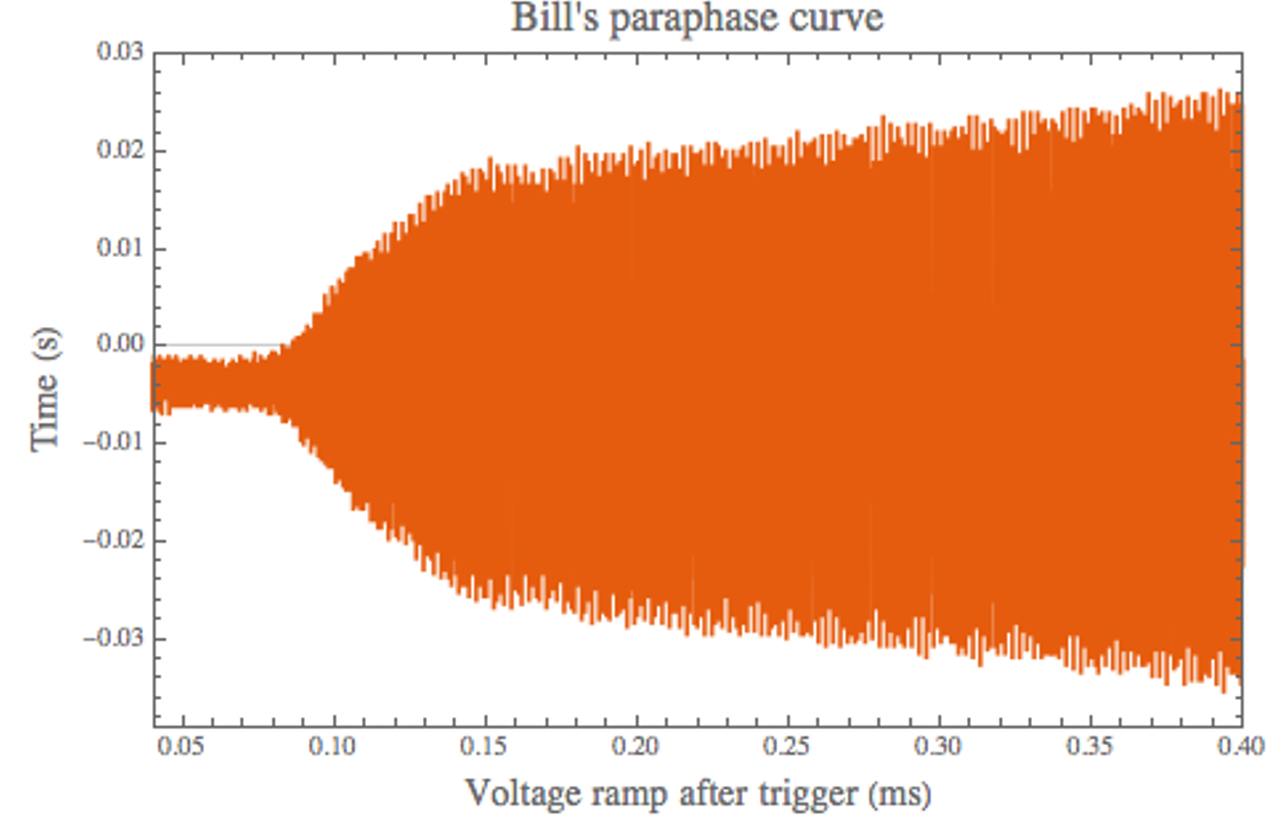 Bill's paraphase curve
0.03
0.02
0.01
0.00
−0.01
−0.02
−0.03
Time (s)
0.05 0.10 0.15 0.20 0.25 0.30 0.35 0.40
Voltage ramp after trigger (ms)